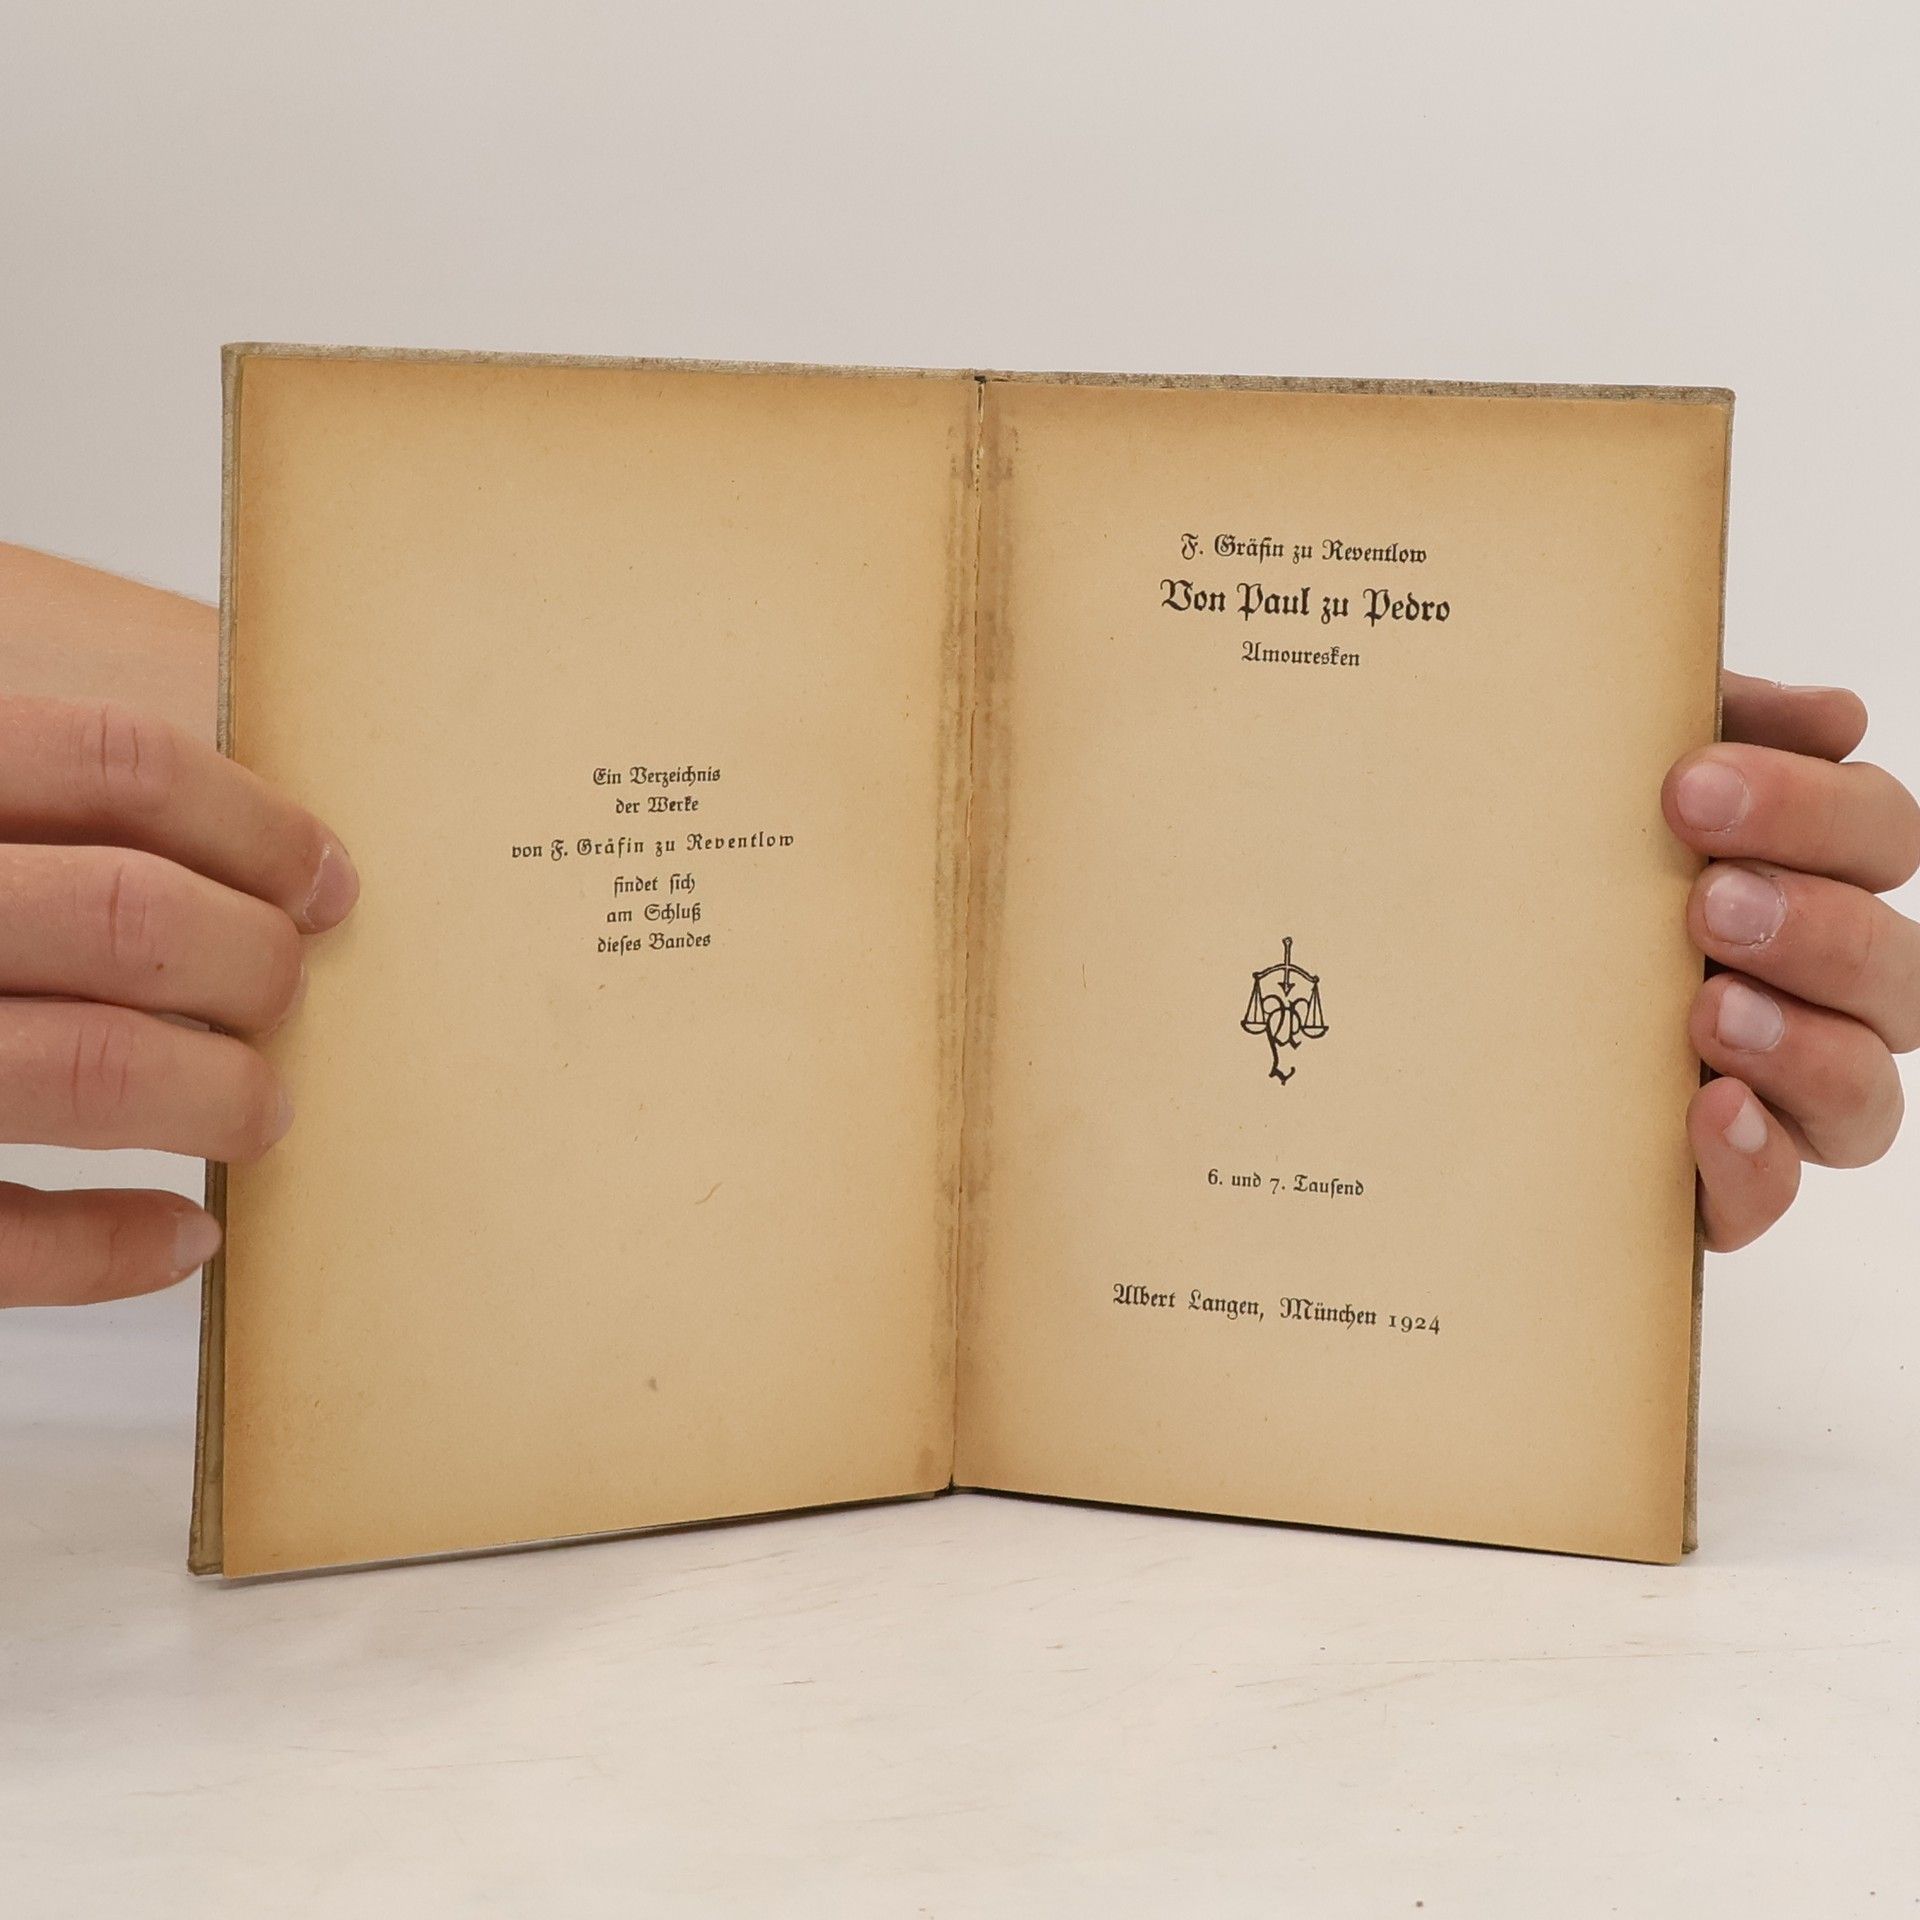 Ein Verzeichnis
der Werke
von F. Gräfin zu Reventlow
findet ſich
am Schluß
dieſes Bandes
F. Gräfin zu Reventlow
Von Paul zu Pedro
Amouresken
6. und 7. Tauſend
Albert Langen, München 1924